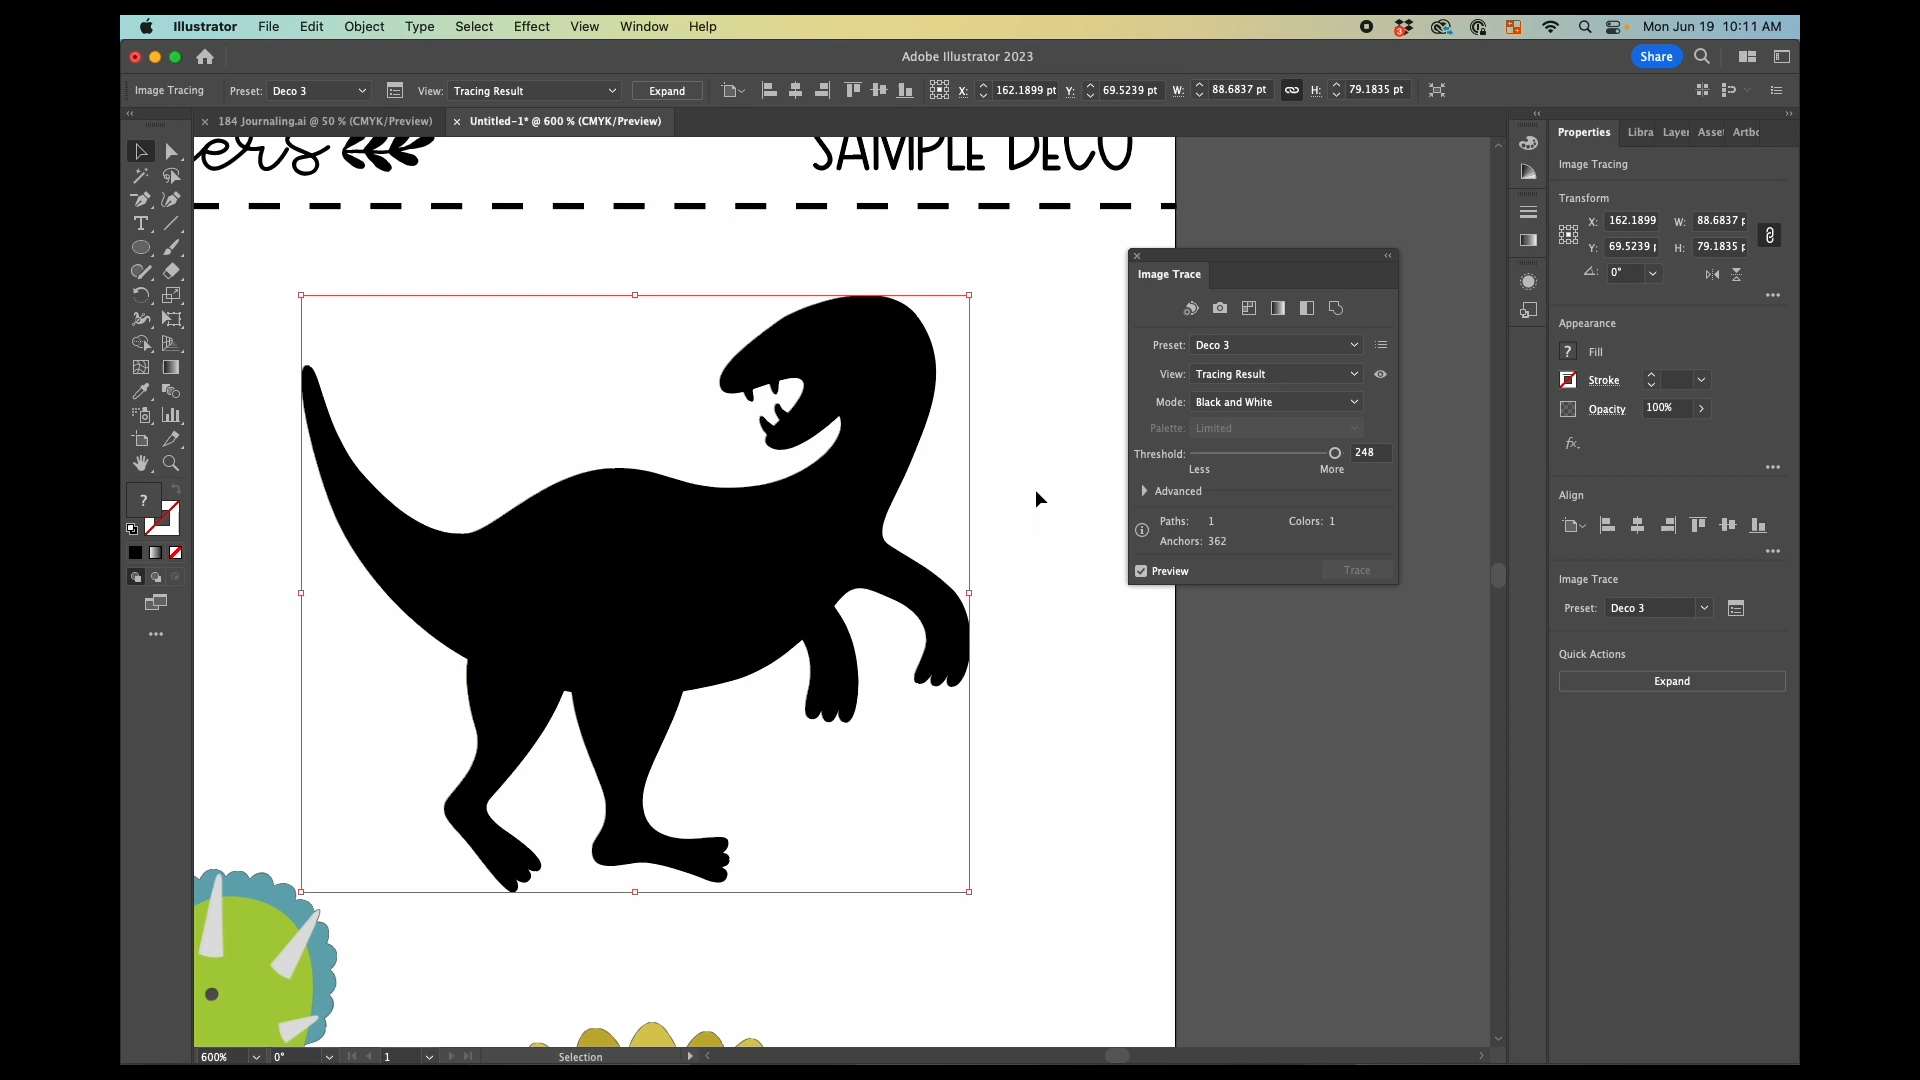 Illustrator File Edit Object Type Select Effect View Window Help
3
Mon Jun 19 10:11 AM
Adobe Illustrator 2023
Share
Image Tracing Preset: Deco 3 View: Tracing Result Expand X: 162.1899 pt Y: 69.5239 pt W: 88.6837 pt H: 79.1835 pt
184 Journaling.ai @ 50 % (CMYK/Preview)
Untitled-1* @ 600 % (CMYK/Preview)
ers
SAMPLE DECO
Image Trace
Preset: Deco 3
View: Tracing Result
Mode: Black and White
Palette: Limited
Threshold: 248
Less More
Advanced
Paths: 1 Colors: 1
Anchors: 362
Preview Trace
Properties Libra Layer Asset Artbo
Image Tracing
Transform
X: 162.1899 W: 88.6837 p
Y: 69.5239 p H: 79.1835 p
0°
Appearance
? Fill
Stroke
Opacity 100%
fx.
Align
Image Trace
Preset: Deco 3
Quick Actions
Expand
?
600% 0° 1 Selection